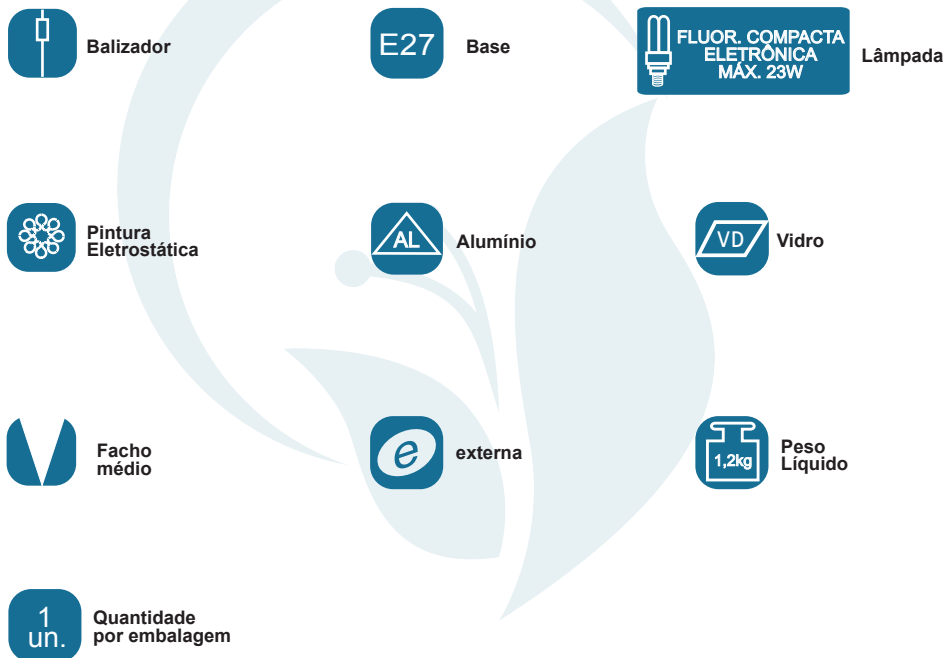 Balizador
E27
Base
FLUOR. COMPACTA
ELETRÔNICA
MÁX. 23W
Lâmpada
Pintura
Eletrostática
AL
Alumínio
VD
Vidro
Facho
médio
e
externa
1,2kg
Peso
Líquido
1
un.
Quantidade
por embalagem